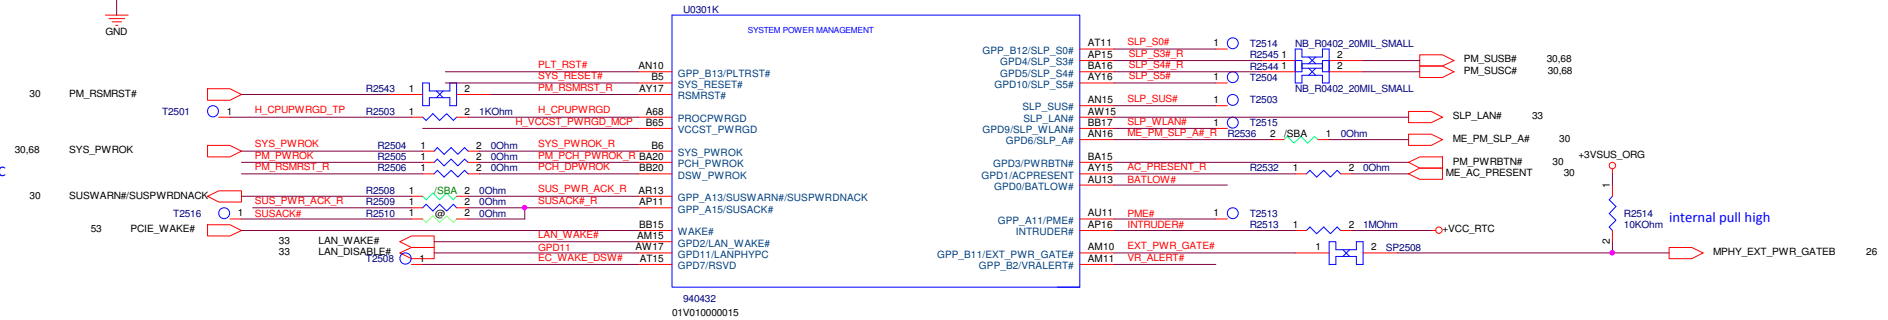 U0301K
SYSTEM POWER MANAGEMENT
GND
PLT_RST# AN10 GPP_B13/PLTRST#
SYS_RESET# B5 SYS_RESET#
30 PM_RSMRST# R2543 1 2 PM_RSMRST_R AY17 RSMRST#
T2501 1 H_CPUPWRGD_TP R2503 1 2 1KOhm H_CPUPWRGD A68 PROCPWRGD
H_VCCST_PWRGD_MCP B65 VCCST_PWRGD
30,68 SYS_PWROK SYS_PWROK R2504 1 2 0Ohm SYS_PWROK_R B6 SYS_PWROK
PM_PWROK R2505 1 2 0Ohm PM_PCH_PWROK_R BA20 PCH_PWROK
PM_RSMRST_R R2506 1 2 0Ohm PCH_DPWROK BB20 DSW_PWROK
C
30 SUSWARN#/SUSPWRDNACK R2508 1 /SBA 2 0Ohm SUS_PWR_ACK_R AR13 GPP_A13/SUSWARN#/SUSPWRDNACK
SUS_PWR_ACK_R R2509 1 2 0Ohm SUSACK#_R AP11 GPP_A15/SUSACK#
T2516 1 SUSACK# R2510 1 @ 2 0Ohm
53 PCIE_WAKE# BB15 WAKE#
33 LAN_WAKE# LAN_WAKE# AM15 GPD2/LAN_WAKE#
33 LAN_DISABLE# GPD11 AW17 GPD11/LANPHYPC
T2508 1 EC_WAKE_DSW# AT15 GPD7/RSVD
GPP_B12/SLP_S0# AT11 SLP_S0# 1 T2514 NB_R0402_20MIL_SMALL
GPD4/SLP_S3# AP15 SLP_S3#_R R2545 1 2 PM_SUSB# 30,68
GPD5/SLP_S4# BA16 SLP_S4#_R R2544 1 2 PM_SUSC# 30,68
GPD10/SLP_S5# AY16 SLP_S5# 1 T2504 NB_R0402_20MIL_SMALL
SLP_SUS# AN15 SLP_SUS# 1 T2503
SLP_LAN# AW15 SLP_LAN# 33
GPD9/SLP_WLAN# BB17 SLP_WLAN# 1 T2515
GPD6/SLP_A# AN16 ME_PM_SLP_A#_R R2536 2 /SBA 1 0Ohm ME_PM_SLP_A# 30
GPD3/PWRBTN# BA15 PM_PWRBTN# 30
GPD1/ACPRESENT AY15 AC_PRESENT_R R2532 1 2 0Ohm ME_AC_PRESENT 30
GPD0/BATLOW# AU13 BATLOW#
+3VSUS_ORG
GPP_A11/PME# AU11 PME# 1 T2513
INTRUDER# AP16 INTRUDER# R2513 1 2 1MOhm +VCC_RTC
1 R2514 10KOhm 2 internal pull high
GPP_B11/EXT_PWR_GATE# AM10 EXT_PWR_GATE# 1 2 SP2508 MPHY_EXT_PWR_GATEB 26
GPP_B2/VRALERT# AM11 VR_ALERT#
940432
01V010000015